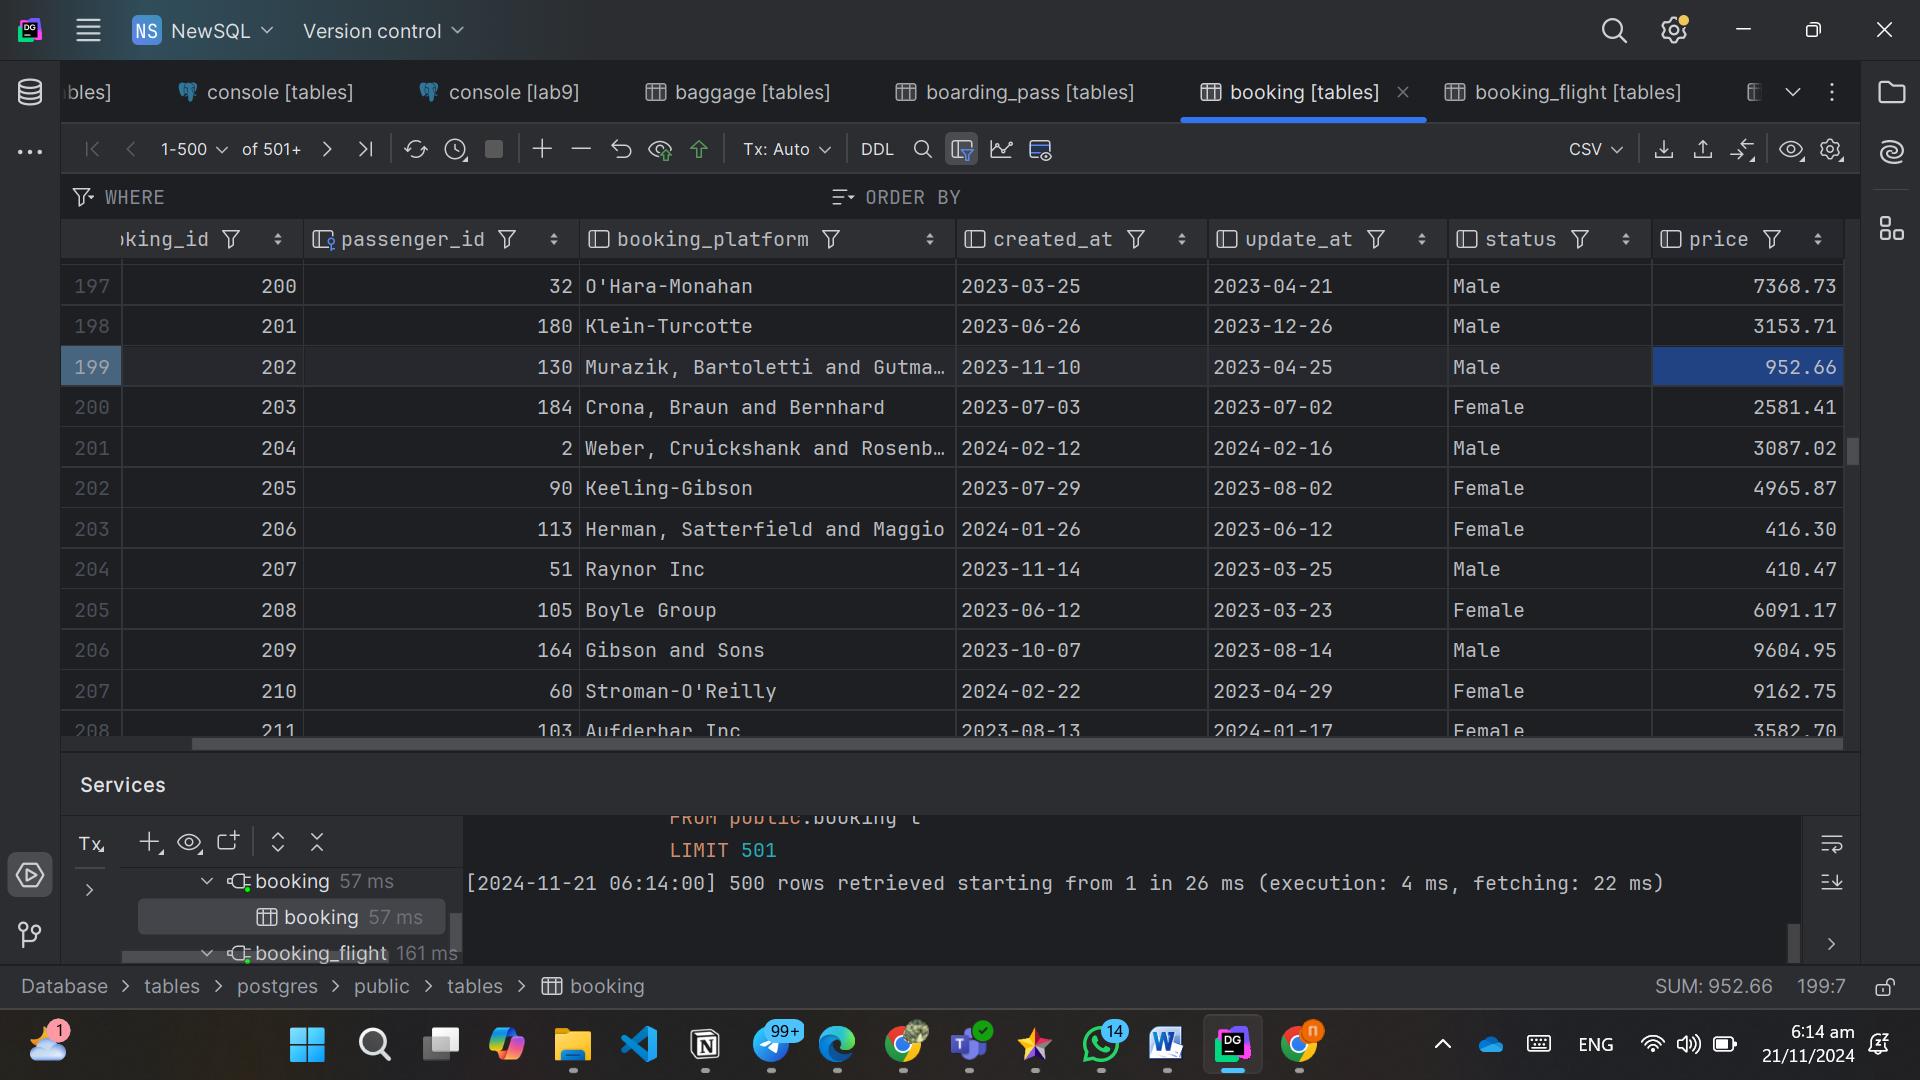 DG NS NewSQL Version control
bles] console [tables] console [lab9] baggage [tables] boarding_pass [tables] booking [tables] booking_flight [tables]
1-500 of 501+ Tx: Auto DDL CSV
WHERE ORDER BY
king_id passenger_id booking_platform created_at update_at status price
197 200 32 O'Hara-Monahan 2023-03-25 2023-04-21 Male 7368.73
198 201 180 Klein-Turcotte 2023-06-26 2023-12-26 Male 3153.71
199 202 130 Murazik, Bartoletti and Gutma… 2023-11-10 2023-04-25 Male 952.66
200 203 184 Crona, Braun and Bernhard 2023-07-03 2023-07-02 Female 2581.41
201 204 2 Weber, Cruickshank and Rosenb… 2024-02-12 2024-02-16 Male 3087.02
202 205 90 Keeling-Gibson 2023-07-29 2023-08-02 Female 4965.87
203 206 113 Herman, Satterfield and Maggio 2024-01-26 2023-06-12 Female 416.30
204 207 51 Raynor Inc 2023-11-14 2023-03-25 Male 410.47
205 208 105 Boyle Group 2023-06-12 2023-03-23 Female 6091.17
206 209 164 Gibson and Sons 2023-10-07 2023-08-14 Male 9604.95
207 210 60 Stroman-O'Reilly 2024-02-22 2023-04-29 Female 9162.75
208 211 103 Aufderhar Inc 2023-08-13 2024-01-17 Female 3582.70
Services
Tx
booking 57 ms
booking 57 ms
booking_flight 161 ms
FROM public.booking t
LIMIT 501
[2024-11-21 06:14:00] 500 rows retrieved starting from 1 in 26 ms (execution: 4 ms, fetching: 22 ms)
Database > tables > postgres > public > tables > booking SUM: 952.66 199:7
1 99+ 14 DG n ENG 6:14 am
21/11/2024